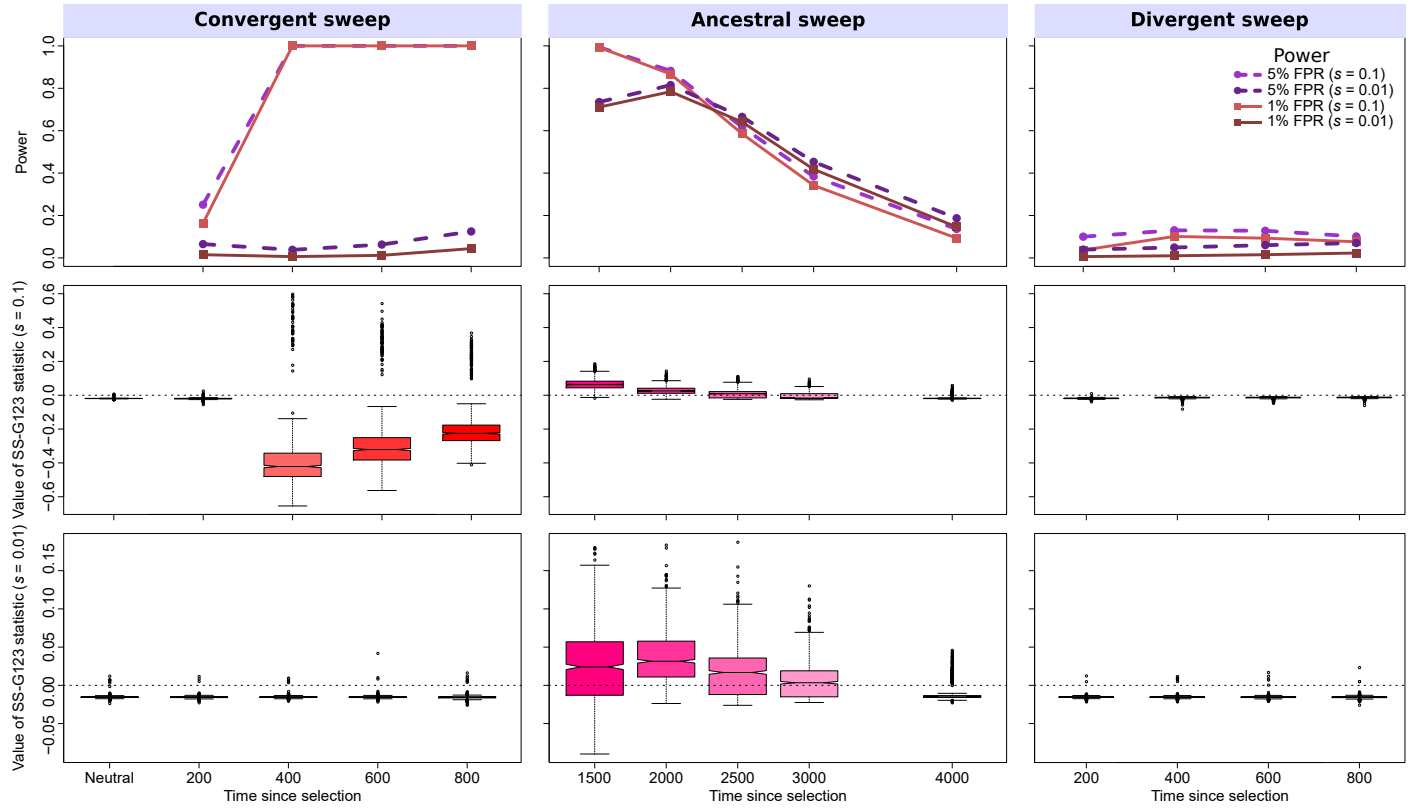 Convergent sweep
Ancestral sweep
Divergent sweep
Power
1.0
0.8
0.6
0.4
0.2
0.0
Power
5% FPR (s = 0.1)
5% FPR (s = 0.01)
1% FPR (s = 0.1)
1% FPR (s = 0.01)
Value of SS-G123 statistic (s = 0.1)
0.6
0.4
0.2
0.0
−0.2
−0.4
−0.6
Value of SS-G123 statistic (s = 0.01)
0.15
0.10
0.05
0.00
−0.05
Neutral 200 400 600 800
Time since selection
1500 2000 2500 3000 4000
Time since selection
200 400 600 800
Time since selection